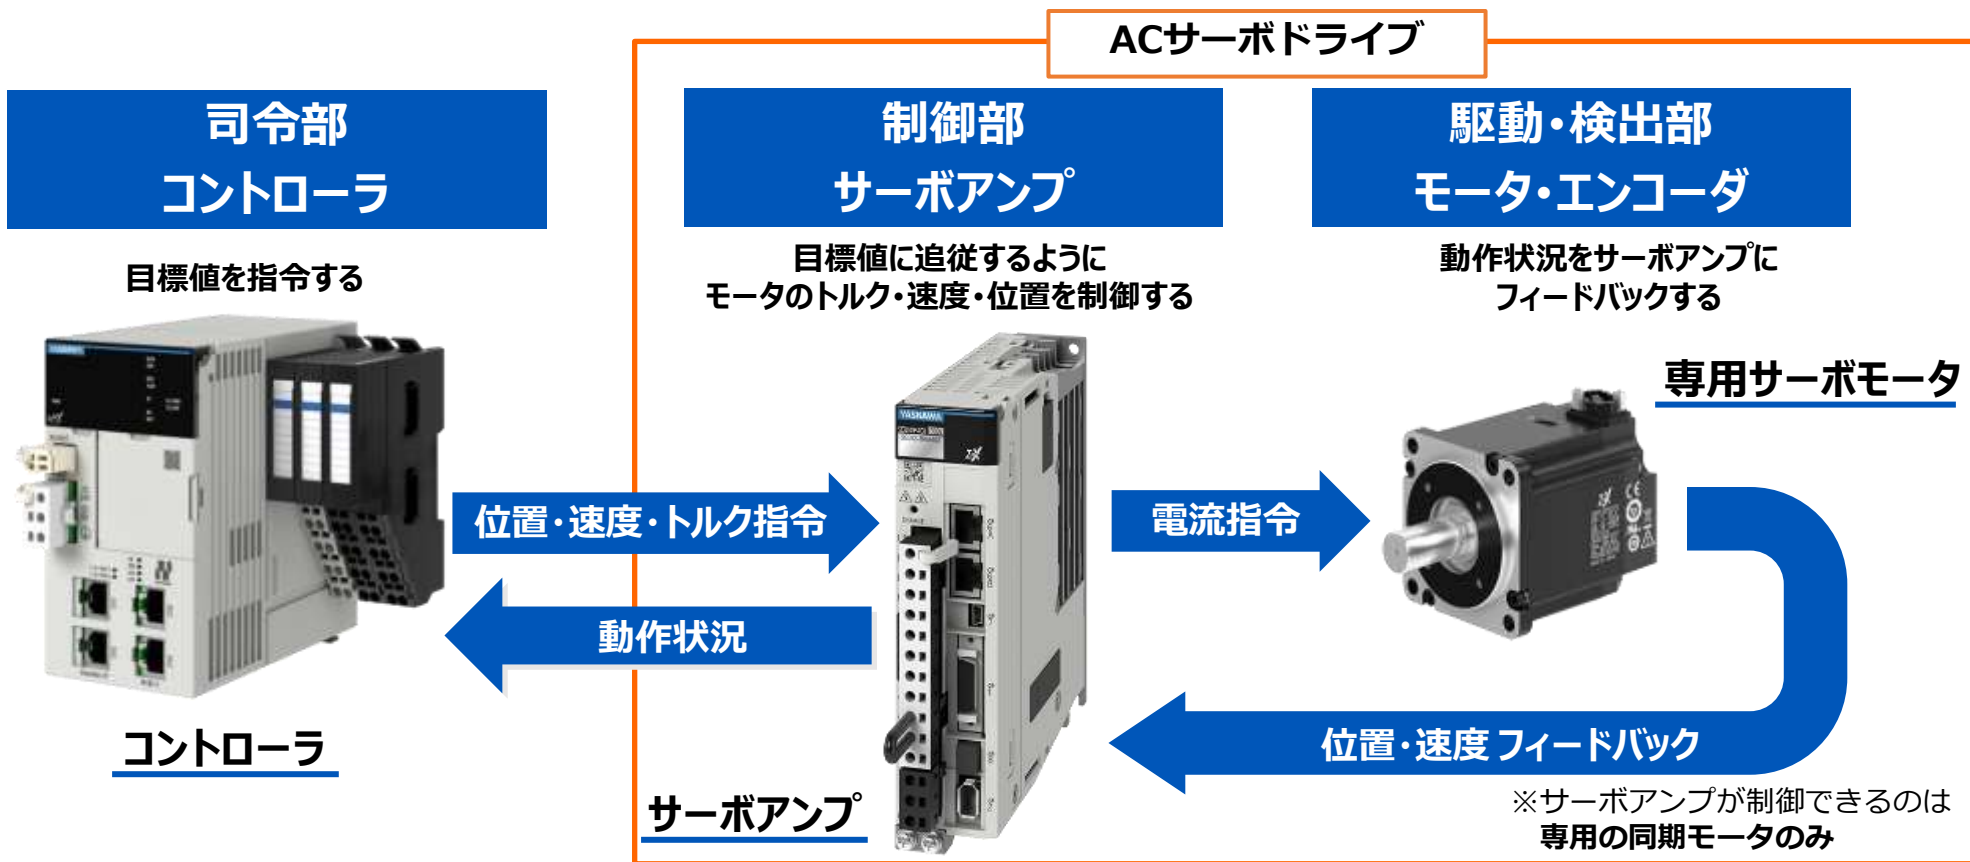 ACサーボドライブ
司令部
コントローラ
制御部
サーボアンプ
駆動・検出部
モータ・エンコーダ
目標値を指令する
目標値に追従するように
モータのトルク・速度・位置を制御する
動作状況をサーボアンプに
フィードバックする
専用サーボモータ
YASKAWA
位置・速度・トルク指令
電流指令
動作状況
位置・速度 フィードバック
コントローラ
サーボアンプ
※サーボアンプが制御できるのは
専用の同期モータのみ